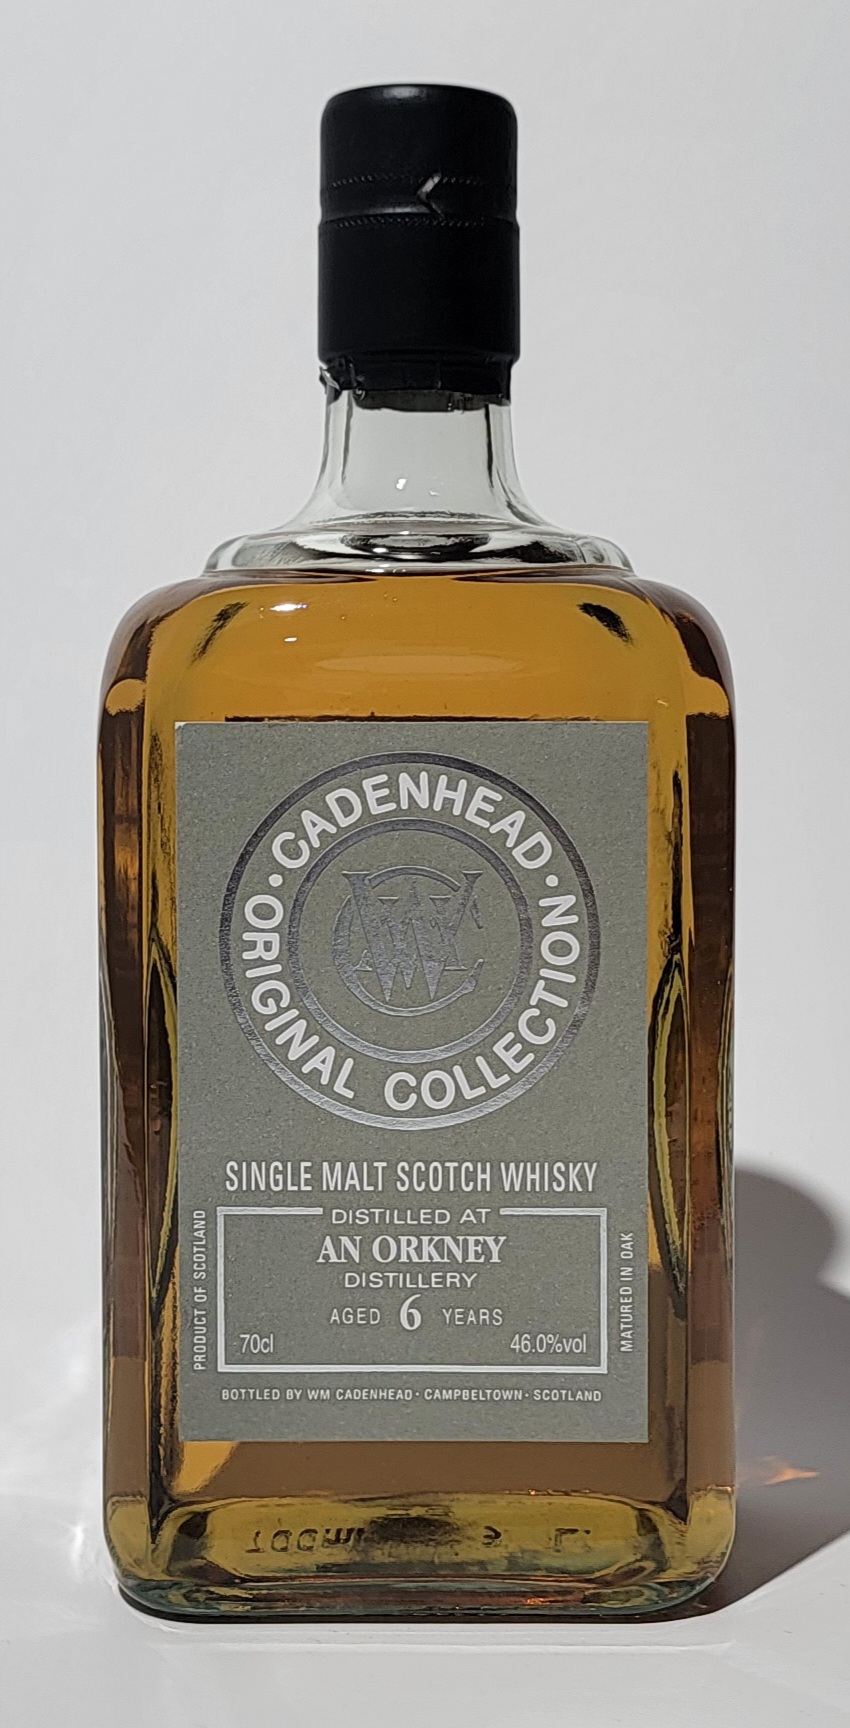 · CADENHEAD ·
ORIGINAL COLLECTION
WC
SINGLE MALT SCOTCH WHISKY
DISTILLED AT
AN ORKNEY
DISTILLERY
AGED 6 YEARS
70cl 46.0%vol
PRODUCT OF SCOTLAND
MATURED IN OAK
BOTTLED BY WM CADENHEAD · CAMPBELTOWN · SCOTLAND